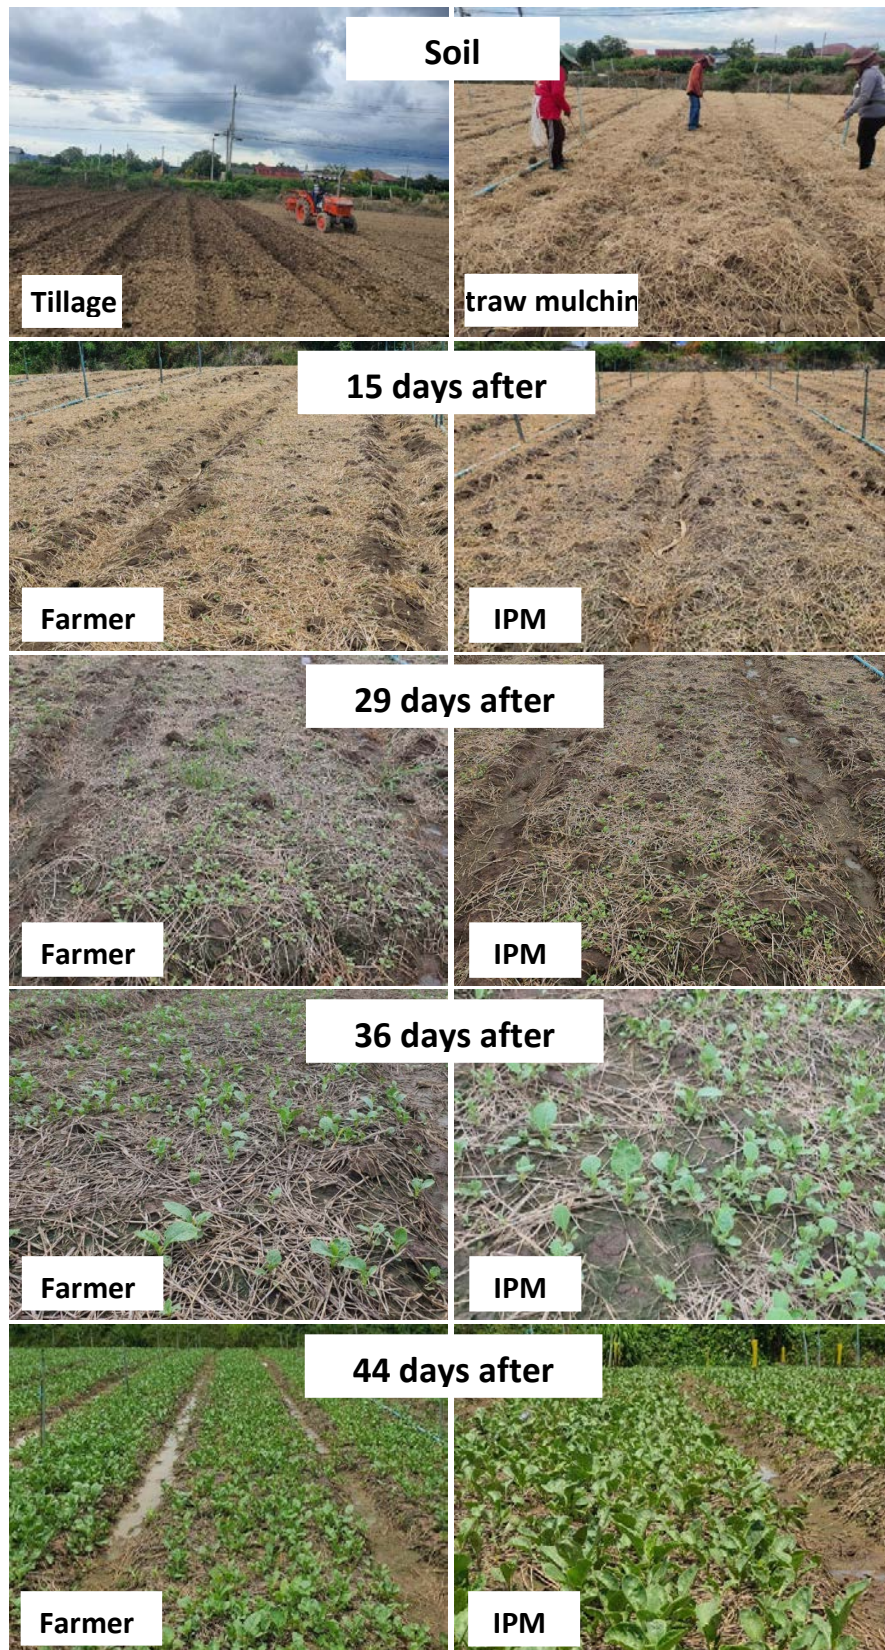 Soil
Tillage
traw mulchin
15 days after
Farmer
IPM
29 days after
Farmer
IPM
36 days after
Farmer
IPM
44 days after
Farmer
IPM